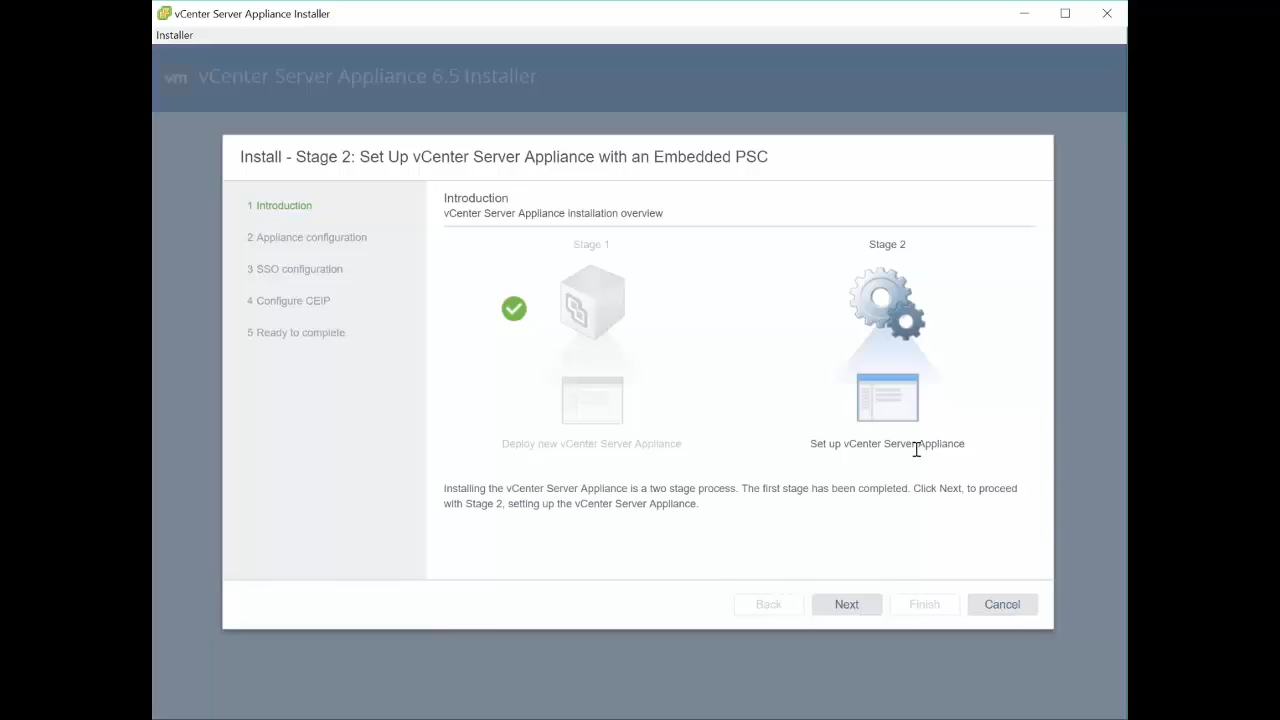 vCenter Server Appliance Installer
Installer
vm vCenter Server Appliance 6.5 Installer
Install - Stage 2: Set Up vCenter Server Appliance with an Embedded PSC
1 Introduction
2 Appliance configuration
3 SSO configuration
4 Configure CEIP
5 Ready to complete
Introduction
vCenter Server Appliance installation overview
Stage 1
Stage 2
Deploy new vCenter Server Appliance
Set up vCenter Server Appliance
Installing the vCenter Server Appliance is a two stage process. The first stage has been completed. Click Next, to proceed
with Stage 2, setting up the vCenter Server Appliance.
Back
Next
Finish
Cancel